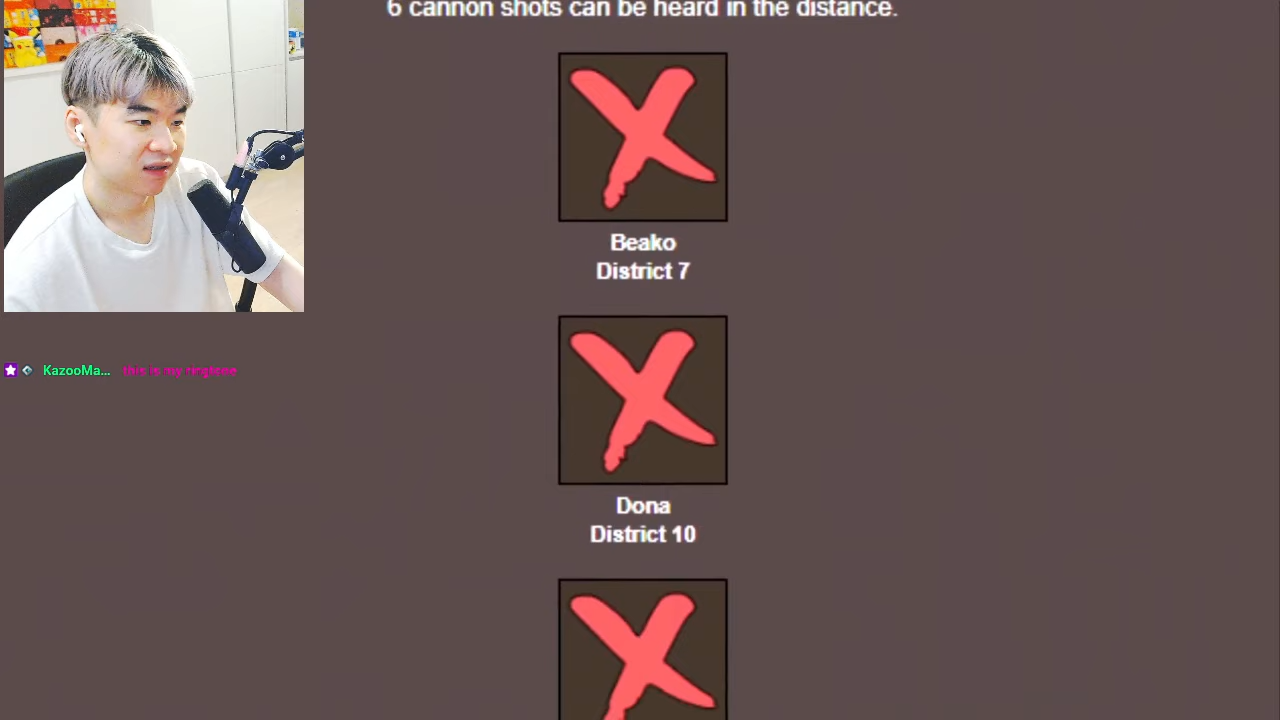 6 cannon shots can be heard in the distance.
Beako
District 7
KazooMa... this is my ringtone
Dona
District 10